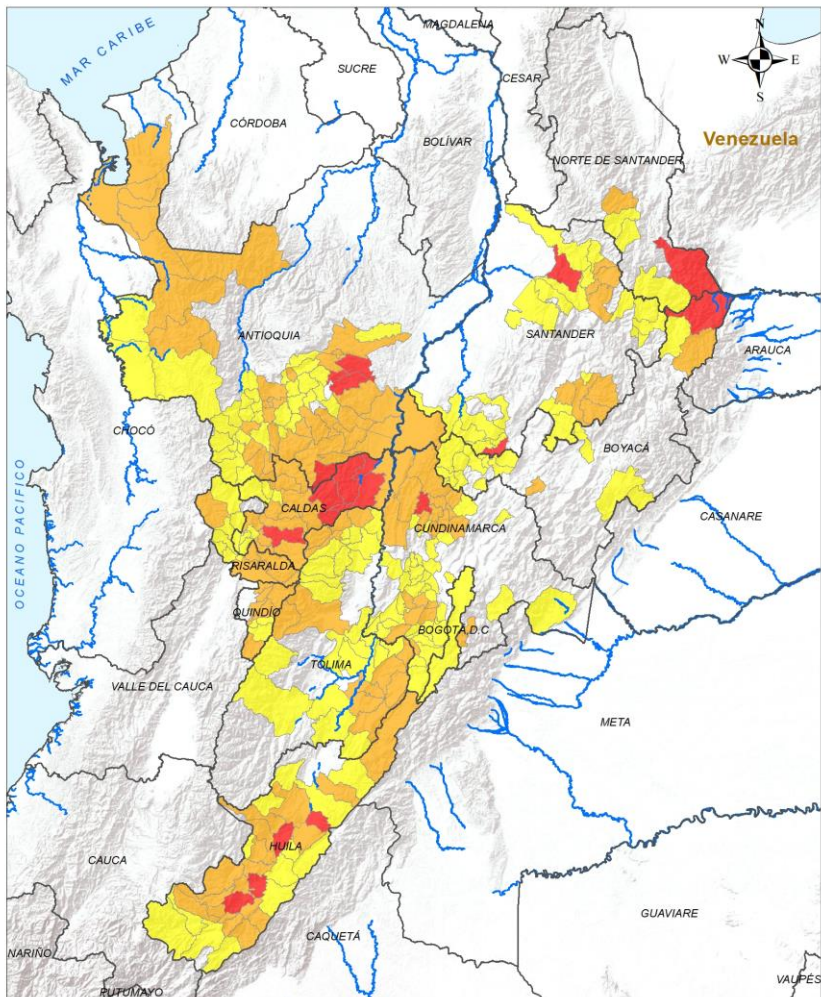 MAGDALENA
N
MAR CARIBE
W
E
SUCRE
CESAR
S
CÓRDOBA
BOLÍVAR
Venezuela
NORTE DE SANTANDER
ANTIOQUIA
SANTANDER
ARAUCA
CHOCÓ
BOYACÁ
OCEANO PACIFICO
CALDAS
CASANARE
CUNDINAMARCA
RISARALDA
QUINDÍO
BOGOTÁ D.C
TOLIMA
VALLE DEL CAUCA
META
HUILA
CAUCA
GUAVIARE
CAQUETÁ
NARIÑO
PUTUMAYO
VAUPÉS